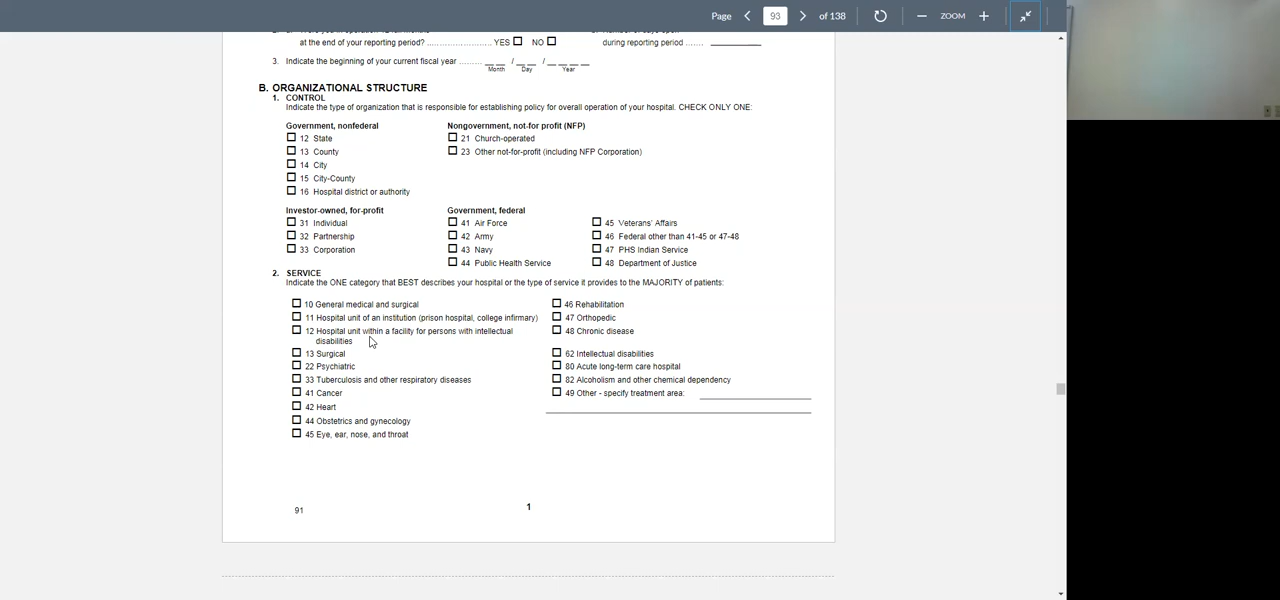 Page 93 of 138 ZOOM
at the end of your reporting period? ........................ YES NO during reporting period .......
3. Indicate the beginning of your current fiscal year ......... __ __ / __ __ / __ __ __ __
Month Day Year
B. ORGANIZATIONAL STRUCTURE
1. CONTROL
Indicate the type of organization that is responsible for establishing policy for overall operation of your hospital. CHECK ONLY ONE:
Government, nonfederal Nongovernment, not-for profit (NFP)
12 State 21 Church-operated
13 County 23 Other not-for-profit (including NFP Corporation)
14 City
15 City-County
16 Hospital district or authority
Investor-owned, for-profit Government, federal
31 Individual 41 Air Force 45 Veterans' Affairs
32 Partnership 42 Army 46 Federal other than 41-45 or 47-48
33 Corporation 43 Navy 47 PHS Indian Service
44 Public Health Service 48 Department of Justice
2. SERVICE
Indicate the ONE category that BEST describes your hospital or the type of service it provides to the MAJORITY of patients:
10 General medical and surgical 46 Rehabilitation
11 Hospital unit of an institution (prison hospital, college infirmary) 47 Orthopedic
12 Hospital unit within a facility for persons with intellectual 48 Chronic disease
disabilities
13 Surgical 62 Intellectual disabilities
22 Psychiatric 80 Acute long-term care hospital
33 Tuberculosis and other respiratory diseases 82 Alcoholism and other chemical dependency
41 Cancer 49 Other - specify treatment area:
42 Heart
44 Obstetrics and gynecology
45 Eye, ear, nose, and throat
1
91